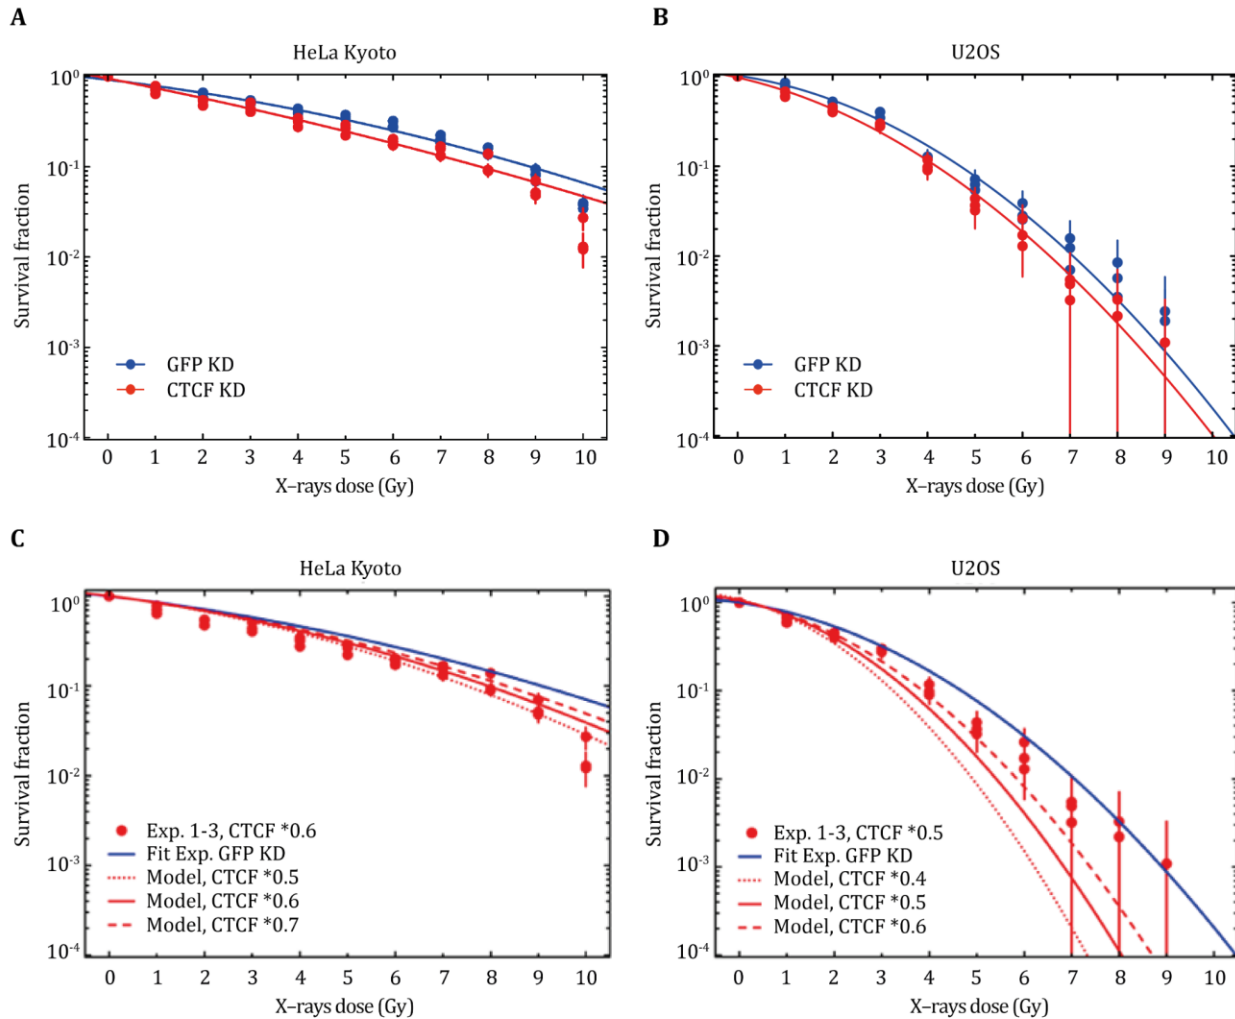 A
HeLa Kyoto
10⁰
10⁻¹
10⁻²
10⁻³
10⁻⁴
Survival fraction
GFP KD
CTCF KD
0 1 2 3 4 5 6 7 8 9 10
X–rays dose (Gy)
B
U2OS
10⁰
10⁻¹
10⁻²
10⁻³
10⁻⁴
Survival fraction
GFP KD
CTCF KD
0 1 2 3 4 5 6 7 8 9 10
X–rays dose (Gy)
C
HeLa Kyoto
10⁰
10⁻¹
10⁻²
10⁻³
10⁻⁴
Survival fraction
Exp. 1-3, CTCF *0.6
Fit Exp. GFP KD
Model, CTCF *0.5
Model, CTCF *0.6
Model, CTCF *0.7
0 1 2 3 4 5 6 7 8 9 10
X–rays dose (Gy)
D
U2OS
10⁰
10⁻¹
10⁻²
10⁻³
10⁻⁴
Survival fraction
Exp. 1-3, CTCF *0.5
Fit Exp. GFP KD
Model, CTCF *0.4
Model, CTCF *0.5
Model, CTCF *0.6
0 1 2 3 4 5 6 7 8 9 10
X–rays dose (Gy)